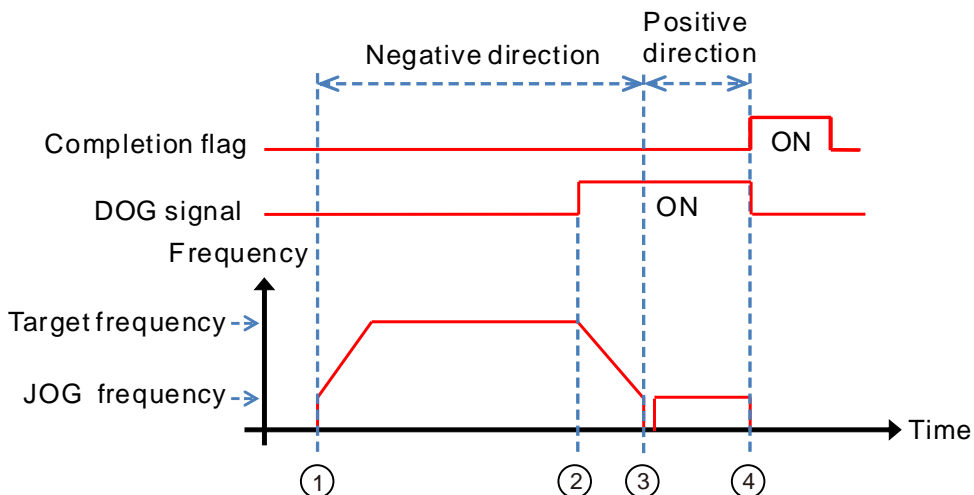 Positive
Negative direction
direction
Completion flag
ON
DOG signal
ON
Frequency
Target frequency
JOG frequency
Time
1
2
3
4